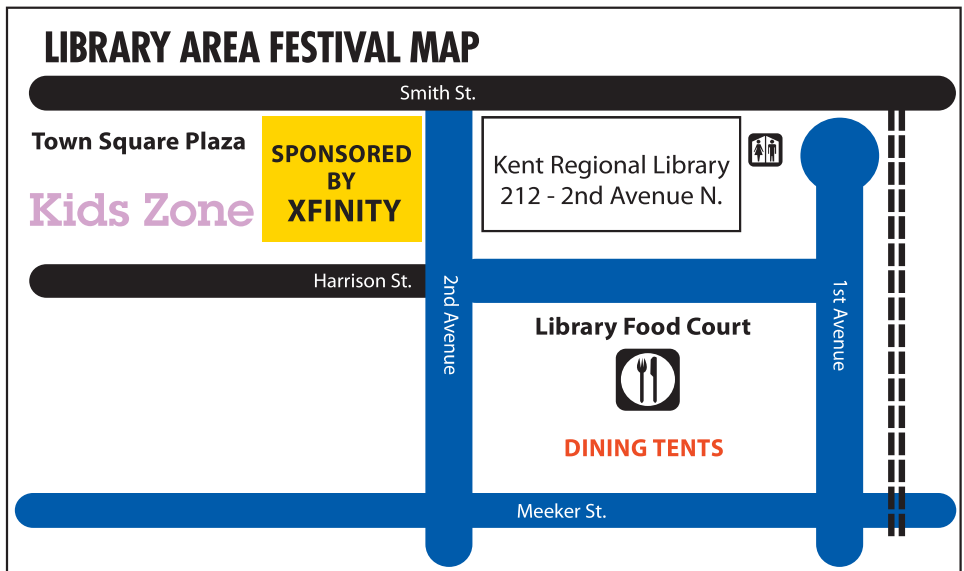 LIBRARY AREA FESTIVAL MAP
Smith St.
Town Square Plaza
Kids Zone
SPONSORED
BY
XFINITY
Kent Regional Library
212 - 2nd Avenue N.
Harrison St.
2nd Avenue
1st Avenue
Library Food Court
DINING TENTS
Meeker St.